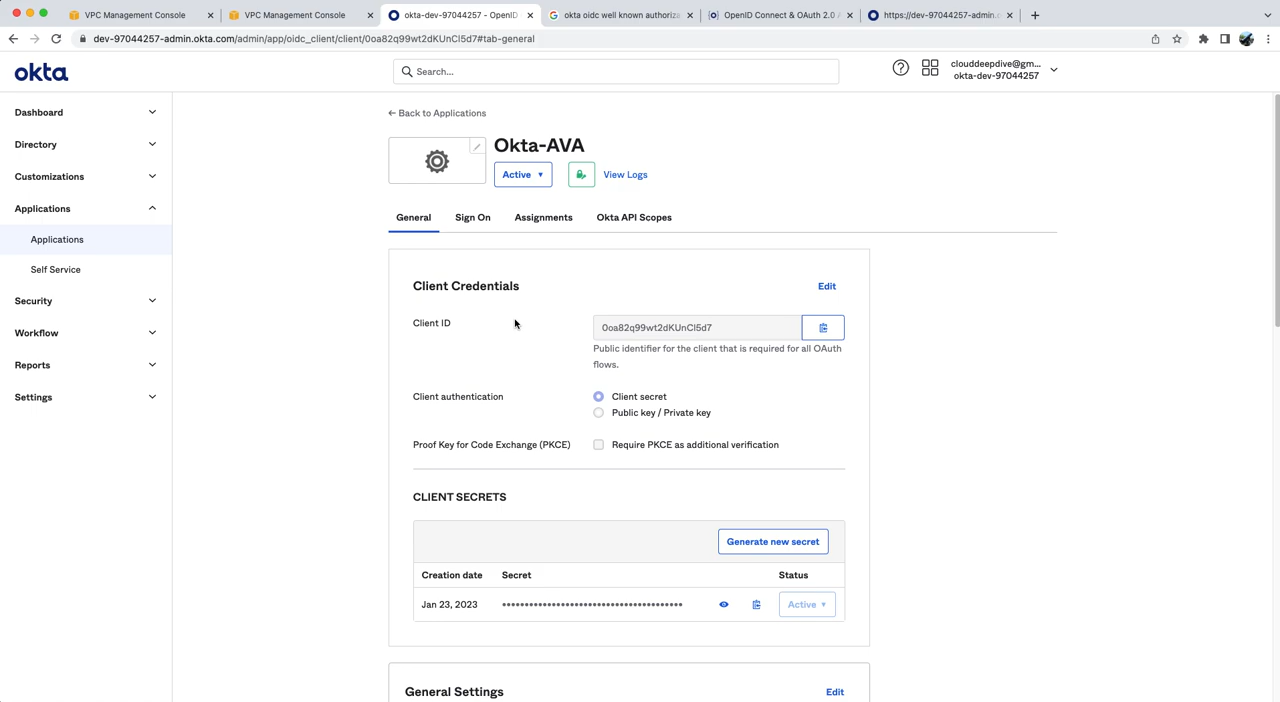 VPC Management Console
VPC Management Console
okta-dev-97044257 - OpenID
okta oidc well known authoriza
OpenID Connect & OAuth 2.0 A
https://dev-97044257-admin.o
dev-97044257-admin.okta.com/admin/app/oidc_client/client/0oa82q99wt2dKUnCl5d7#tab-general
okta
Search...
clouddeepdive@gm...
okta-dev-97044257
Dashboard
Directory
Customizations
Applications
Applications
Self Service
Security
Workflow
Reports
Settings
← Back to Applications
Okta-AVA
Active
View Logs
General Sign On Assignments Okta API Scopes
Client Credentials Edit
Client ID 0oa82q99wt2dKUnCl5d7
Public identifier for the client that is required for all OAuth
flows.
Client authentication Client secret
Public key / Private key
Proof Key for Code Exchange (PKCE) Require PKCE as additional verification
CLIENT SECRETS
Generate new secret
Creation date Secret Status
Jan 23, 2023 •••••••••••••••••••••••••••••••••••••••• Active
General Settings Edit